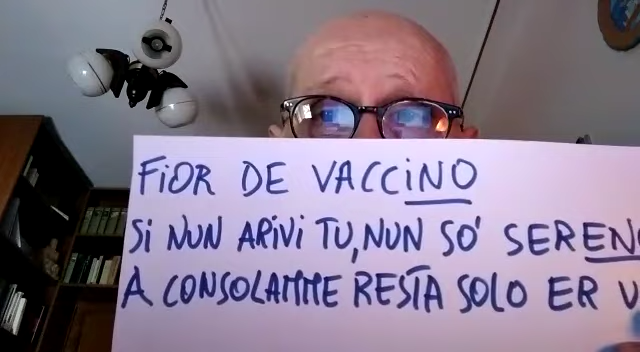 FIOR DE VACCINO
SI NUN ARIVI TU, NUN SO' SEREN
A CONSOLAMME RESTA SOLO ER V